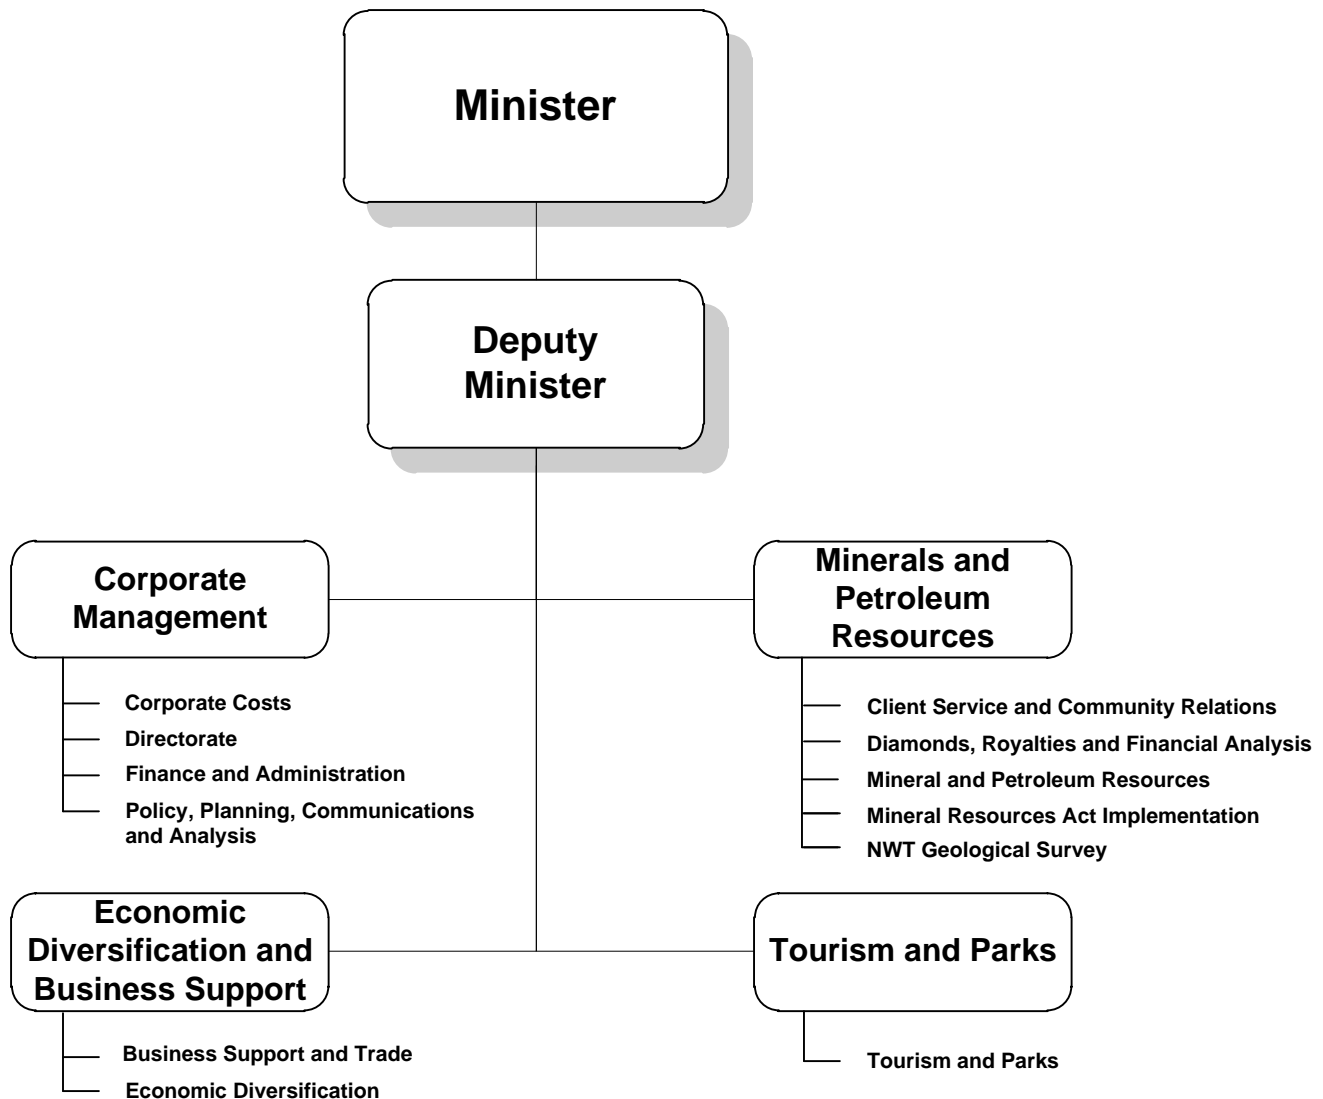 Minister
Deputy
Minister
Corporate
Management
Corporate Costs
Directorate
Finance and Administration
Policy, Planning, Communications
and Analysis
Minerals and
Petroleum
Resources
Client Service and Community Relations
Diamonds, Royalties and Financial Analysis
Mineral and Petroleum Resources
Mineral Resources Act Implementation
NWT Geological Survey
Economic
Diversification and
Business Support
Business Support and Trade
Economic Diversification
Tourism and Parks
Tourism and Parks